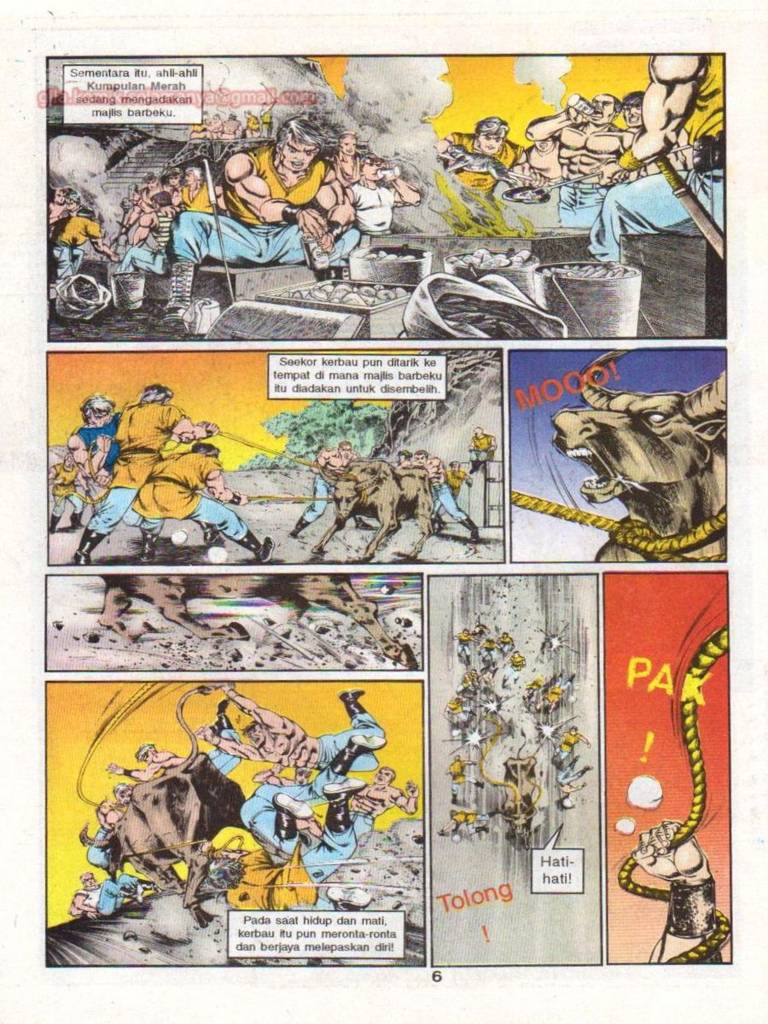 Sementara itu, ahli-ahli
Kumpulan Merah
sedang mengadakan
majlis barbeku.
Seekor kerbau pun ditarik ke
tempat di mana majlis barbeku
itu diadakan untuk disembelih.
MOOO!
PAK
!
Hati-
hati!
Tolong
!
Pada saat hidup dan mati,
kerbau itu pun meronta-ronta
dan berjaya melepaskan diri!
6